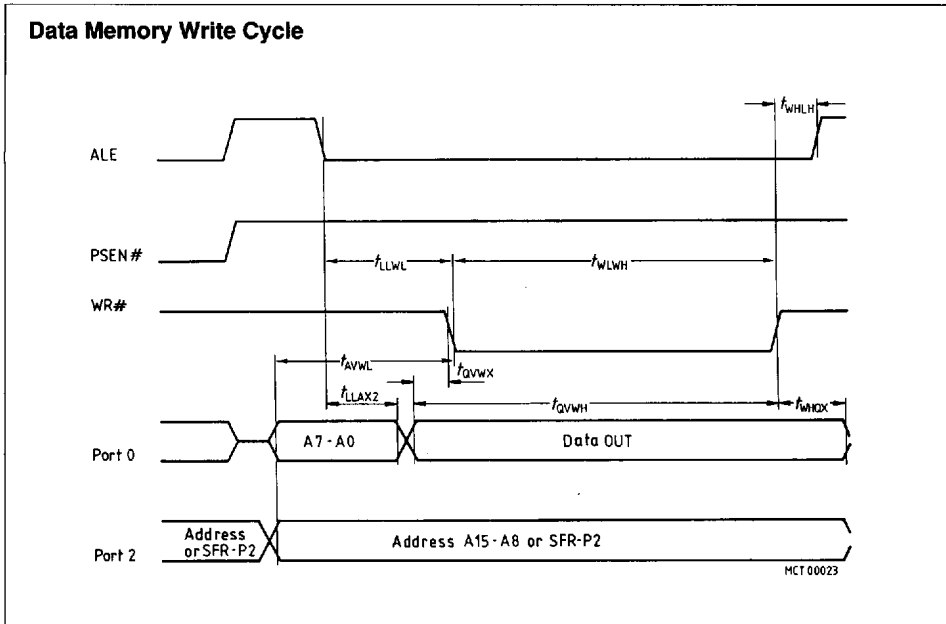 Data Memory Write Cycle
tWHLH
ALE
PSEN#
tLLWL
tWLWH
WR#
tAVWL
tQVWX
tLLAX2
tQVWH
tWHQX
Port 0
A7-A0
Data OUT
Port 2
Address
or SFR-P2
Address A15-A8 or SFR-P2
MCT00023